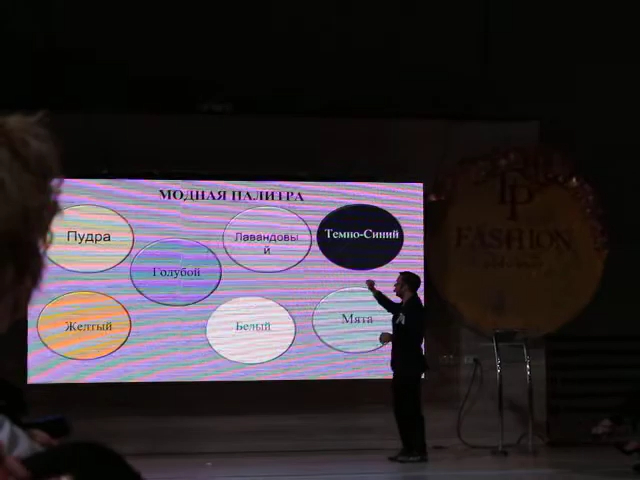 МОДНАЯ ПАЛИТРА
Пудра
Лавандовы
й
Темно-Синий
Голубой
Желтый
Белый
Мята
FASHION